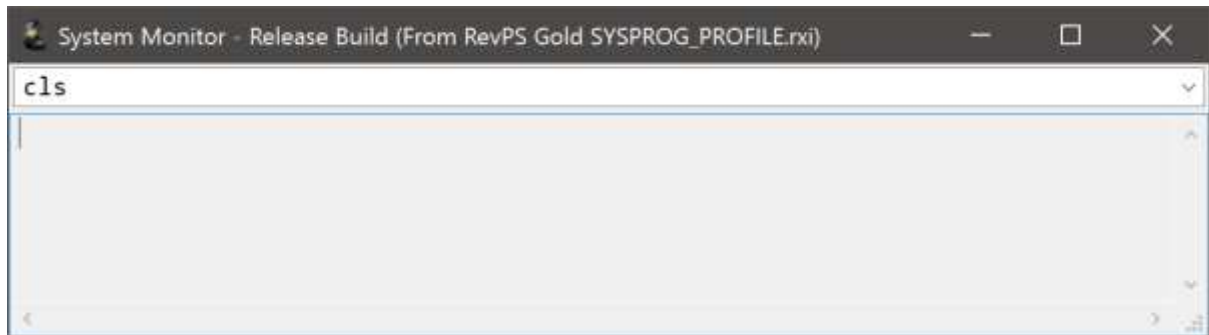 System Monitor - Release Build (From RevPS Gold SYSPROG_PROFILE.rxi)
cls